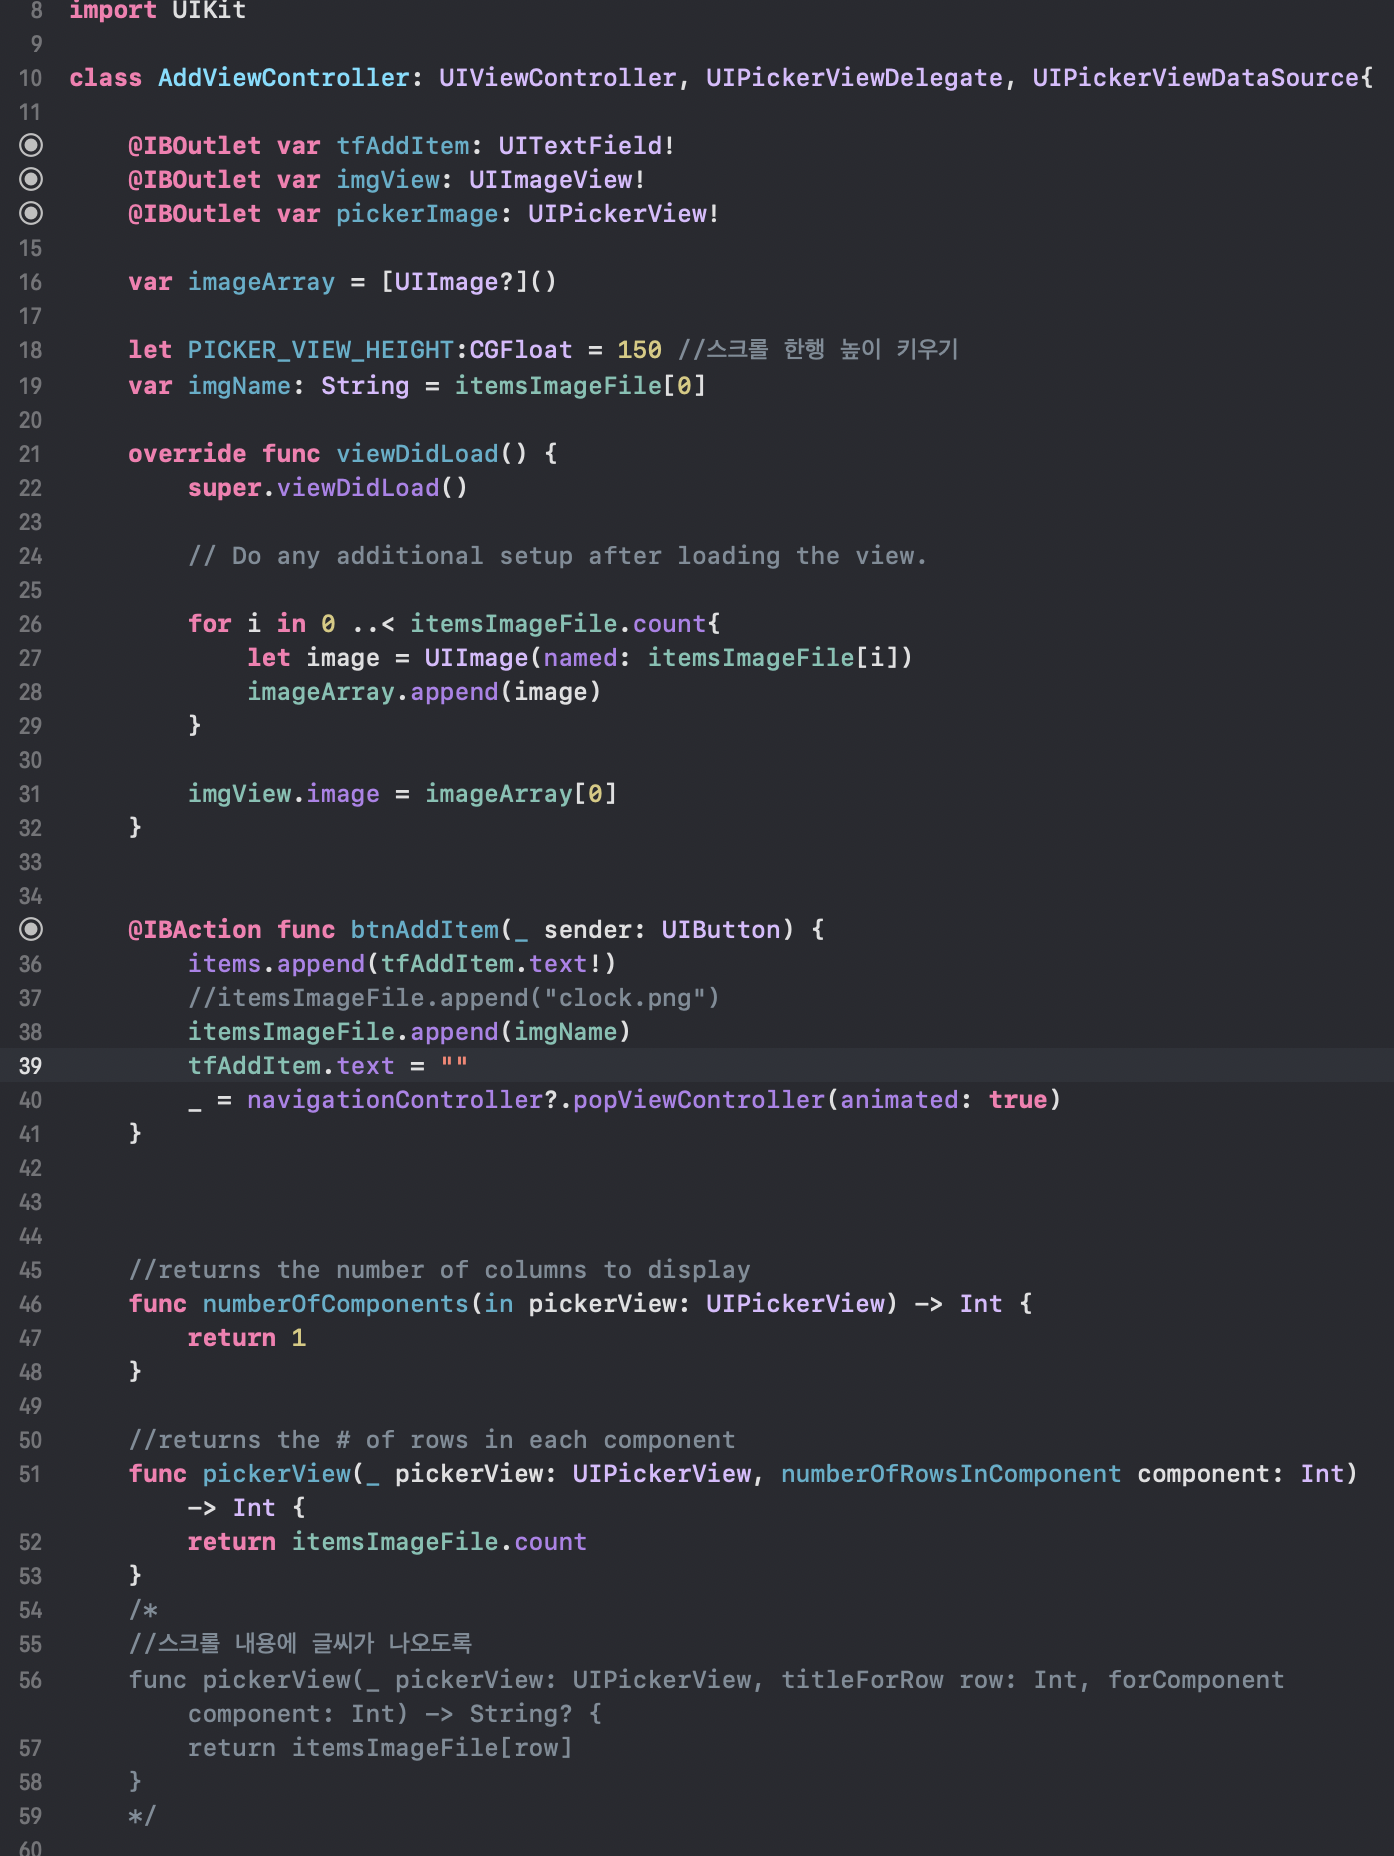 8 import UIKit
9
10 class AddViewController: UIViewController, UIPickerViewDelegate, UIPickerViewDataSource{
11
@IBOutlet var tfAddItem: UITextField!
@IBOutlet var imgView: UIImageView!
@IBOutlet var pickerImage: UIPickerView!
15
16 var imageArray = [UIImage?]()
17
18 let PICKER_VIEW_HEIGHT:CGFloat = 150 //스크롤 한행 높이 키우기
19 var imgName: String = itemsImageFile[0]
20
21 override func viewDidLoad() {
22 super.viewDidLoad()
23
24 // Do any additional setup after loading the view.
25
26 for i in 0 ..< itemsImageFile.count{
27 let image = UIImage(named: itemsImageFile[i])
28 imageArray.append(image)
29 }
30
31 imgView.image = imageArray[0]
32 }
33
34
@IBAction func btnAddItem(_ sender: UIButton) {
36 items.append(tfAddItem.text!)
37 //itemsImageFile.append("clock.png")
38 itemsImageFile.append(imgName)
39 tfAddItem.text = ""
40 _ = navigationController?.popViewController(animated: true)
41 }
42
43
44
45 //returns the number of columns to display
46 func numberOfComponents(in pickerView: UIPickerView) -> Int {
47 return 1
48 }
49
50 //returns the # of rows in each component
51 func pickerView(_ pickerView: UIPickerView, numberOfRowsInComponent component: Int)
-> Int {
52 return itemsImageFile.count
53 }
54 /*
55 //스크롤 내용에 글씨가 나오도록
56 func pickerView(_ pickerView: UIPickerView, titleForRow row: Int, forComponent
component: Int) -> String? {
57 return itemsImageFile[row]
58 }
59 */
60